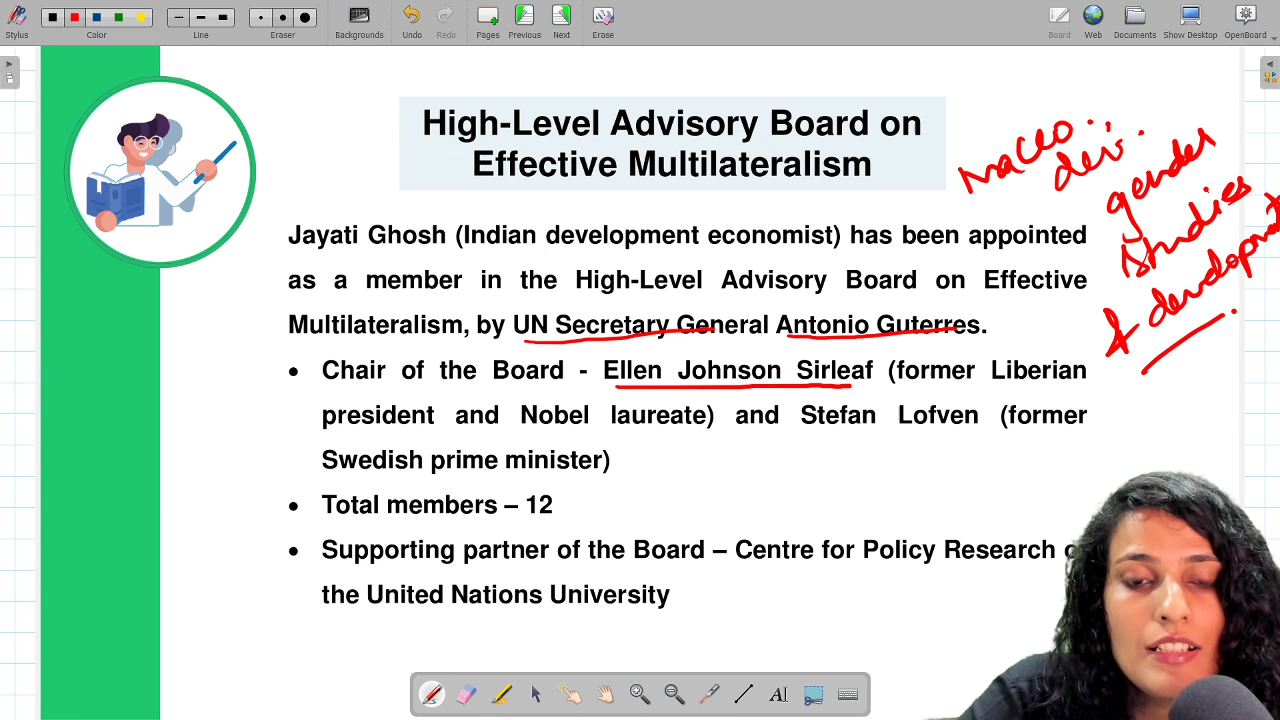 Stylus
Color
Line
Eraser
Backgrounds
Undo
Redo
Pages
Previous
Next
Erase
Board
Web
Documents
Show Desktop
OpenBoard
High-Level Advisory Board on
Effective Multilateralism
Jayati Ghosh (Indian development economist) has been appointed
as a member in the High-Level Advisory Board on Effective
Multilateralism, by UN Secretary General Antonio Guterres.
• Chair of the Board - Ellen Johnson Sirleaf (former Liberian
president and Nobel laureate) and Stefan Lofven (former
Swedish prime minister)
• Total members – 12
• Supporting partner of the Board – Centre for Policy Research
the United Nations University
macro..
dev..
gender
studies
& development